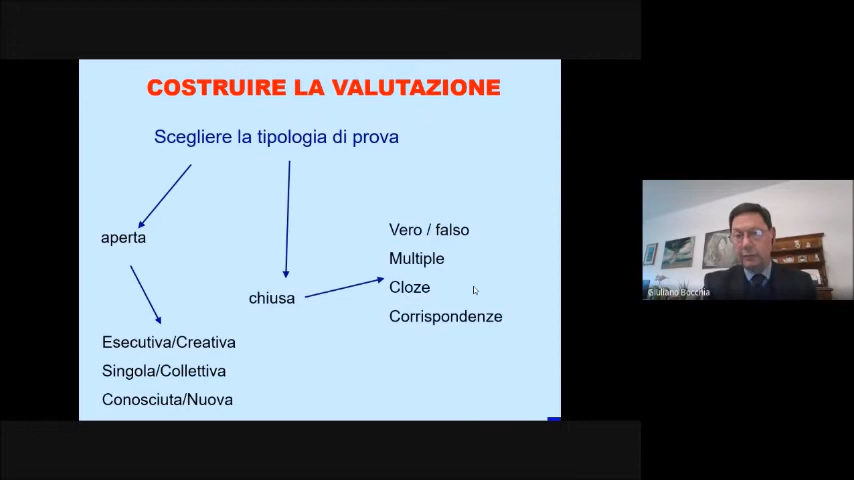 COSTRUIRE LA VALUTAZIONE
Scegliere la tipologia di prova
aperta
chiusa
Vero / falso
Multiple
Cloze
Corrispondenze
Esecutiva/Creativa
Singola/Collettiva
Conosciuta/Nuova
Giuliano Bocchia